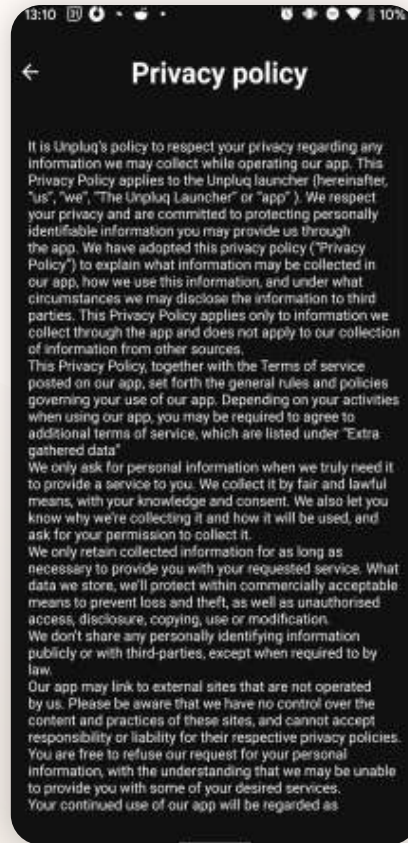 13:10 31 10%
Privacy policy
It is Unpluq's policy to respect your privacy regarding any
information we may collect while operating our app. This
Privacy Policy applies to the Unpluq launcher (hereinafter,
"us", "we", "The Unpluq Launcher" or "app" ). We respect
your privacy and are committed to protecting personally
identifiable information you may provide us through
the app. We have adopted this privacy policy ("Privacy
Policy") to explain what information may be collected in
our app, how we use this information, and under what
circumstances we may disclose the information to third
parties. This Privacy Policy applies only to information we
collect through the app and does not apply to our collection
of information from other sources.
This Privacy Policy, together with the Terms of service
posted on our app, set forth the general rules and policies
governing your use of our app. Depending on your activities
when using our app, you may be required to agree to
additional terms of service, which are listed under "Extra
gathered data"
We only ask for personal information when we truly need it
to provide a service to you. We collect it by fair and lawful
means, with your knowledge and consent. We also let you
know why we're collecting it and how it will be used, and
ask for your permission to collect it.
We only retain collected information for as long as
necessary to provide you with your requested service. What
data we store, we'll protect within commercially acceptable
means to prevent loss and theft, as well as unauthorised
access, disclosure, copying, use or modification.
We don't share any personally identifying information
publicly or with third-parties, except when required to by
law.
Our app may link to external sites that are not operated
by us. Please be aware that we have no control over the
content and practices of these sites, and cannot accept
responsibility or liability for their respective privacy policies.
You are free to refuse our request for your personal
information, with the understanding that we may be unable
to provide you with some of your desired services.
Your continued use of our app will be regarded as